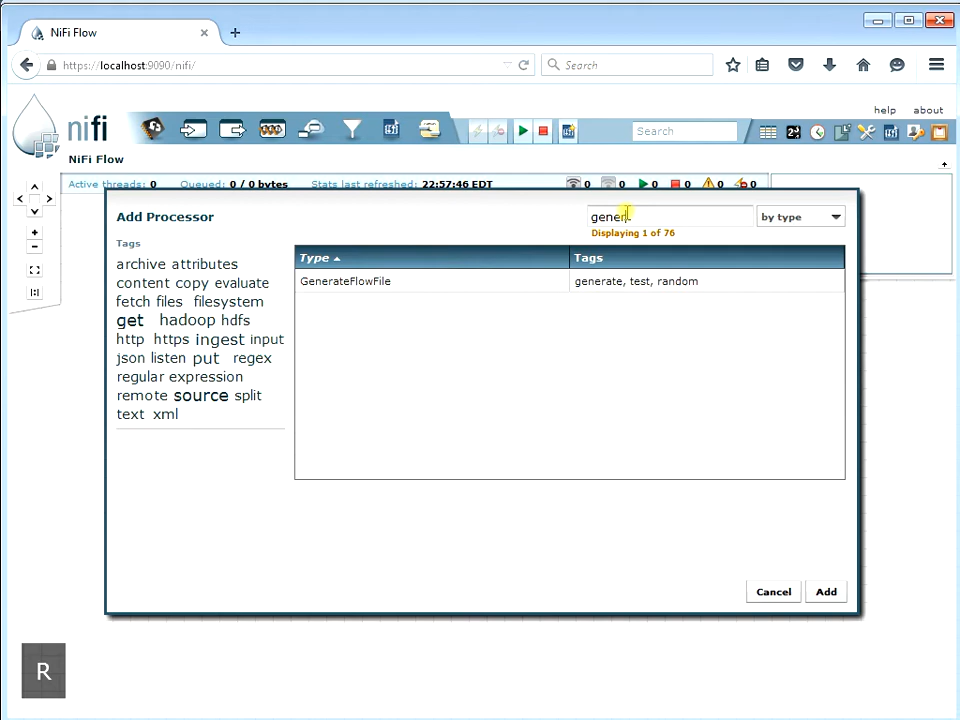 NiFi Flow
https://localhost:9090/nifi/
Search
help about
nifi
Search
NiFi Flow
Active threads: 0 Queued: 0 / 0 bytes Stats last refreshed: 22:57:46 EDT 0 0 0 0 0 0
Add Processor
gener
by type
Displaying 1 of 76
Tags
Type Tags
GenerateFlowFile generate, test, random
archive attributes
content copy evaluate
fetch files filesystem
get hadoop hdfs
http https ingest input
json listen put regex
regular expression
remote source split
text xml
Cancel Add
R